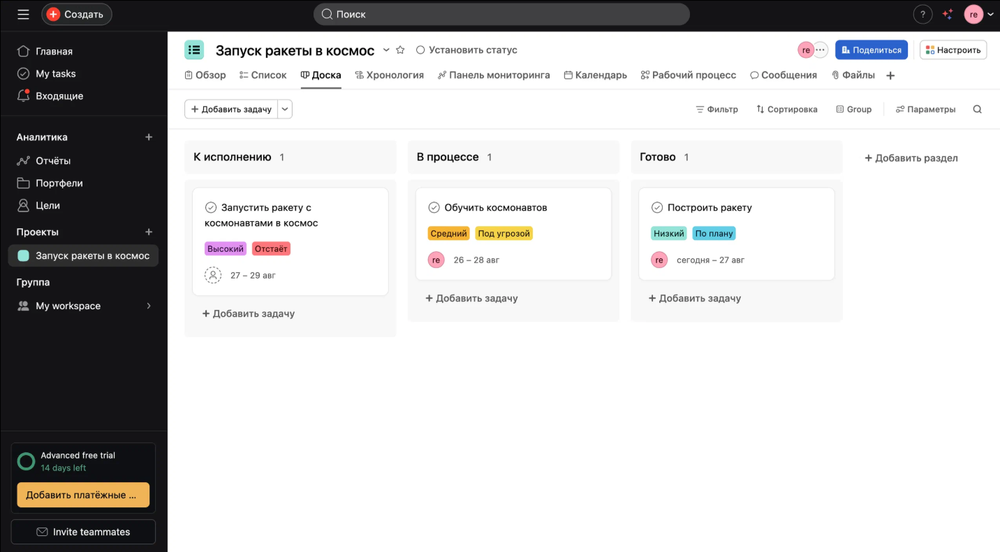 Создать
Поиск
?
re
Главная
My tasks
Входящие
Аналитика
Отчёты
Портфели
Цели
Проекты
Запуск ракеты в космос
Группа
My workspace
Advanced free trial
14 days left
Добавить платёжные ...
Invite teammates
Запуск ракеты в космос
Установить статус
re
Поделиться
Настроить
Обзор
Список
Доска
Хронология
Панель мониторинга
Календарь
Рабочий процесс
Сообщения
Файлы
+ Добавить задачу
Фильтр
Сортировка
Group
Параметры
К исполнению 1
Запустить ракету с
космонавтами в космос
Высокий Отстаёт
27 – 29 авг
+ Добавить задачу
В процессе 1
Обучить космонавтов
Средний Под угрозой
re 26 – 28 авг
+ Добавить задачу
Готово 1
Построить ракету
Низкий По плану
re сегодня – 27 авг
+ Добавить задачу
+ Добавить раздел